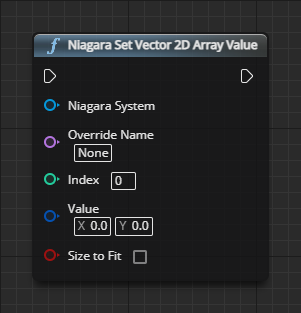 f Niagara Set Vector 2D Array Value
Niagara System
Override Name
None
Index 0
Value
X 0.0 Y 0.0
Size to Fit